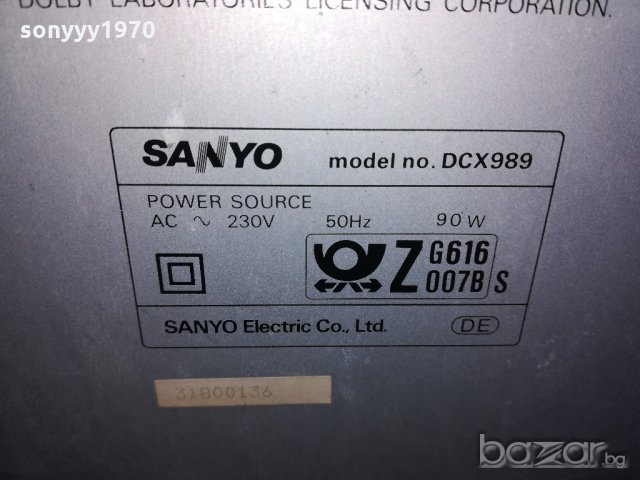 DOLBY LABORATORIES LICENSING CORPORATION.
sonyyy1970
SANYO model no. DCX989
POWER SOURCE
AC ~ 230V 50Hz 90W
Z G616
007B S
SANYO Electric Co., Ltd. DE
31800136
bazar.bg